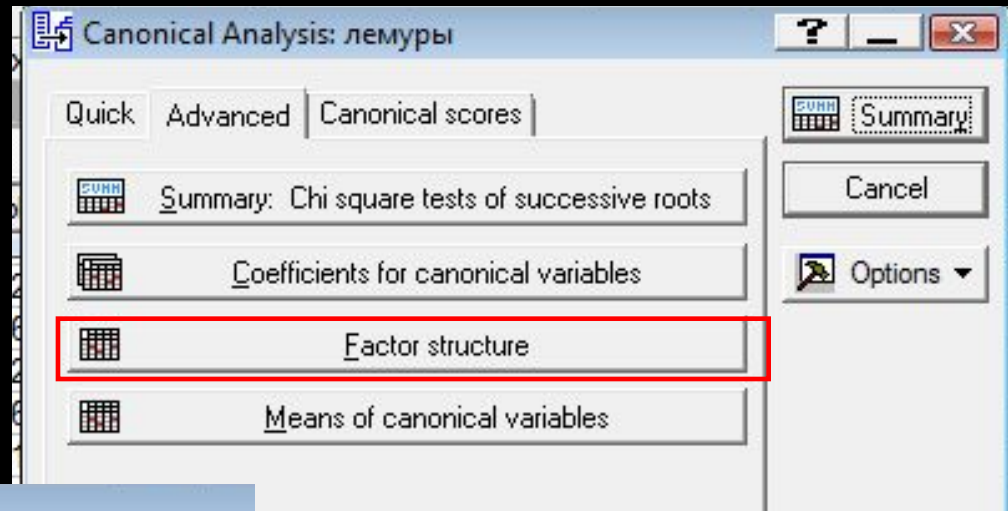 Canonical Analysis: лемуры
Quick Advanced Canonical scores
Summary
Summary: Chi square tests of successive roots
Cancel
Coefficients for canonical variables
Options
Factor structure
Means of canonical variables